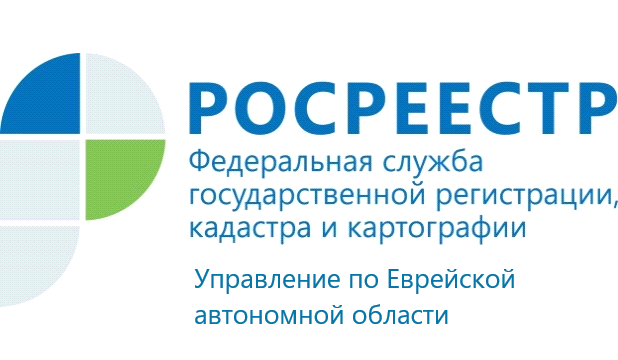 РОСРЕЕСТР
Федеральная служба
государственной регистрации,
кадастра и картографии
Управление по Еврейской
автономной области